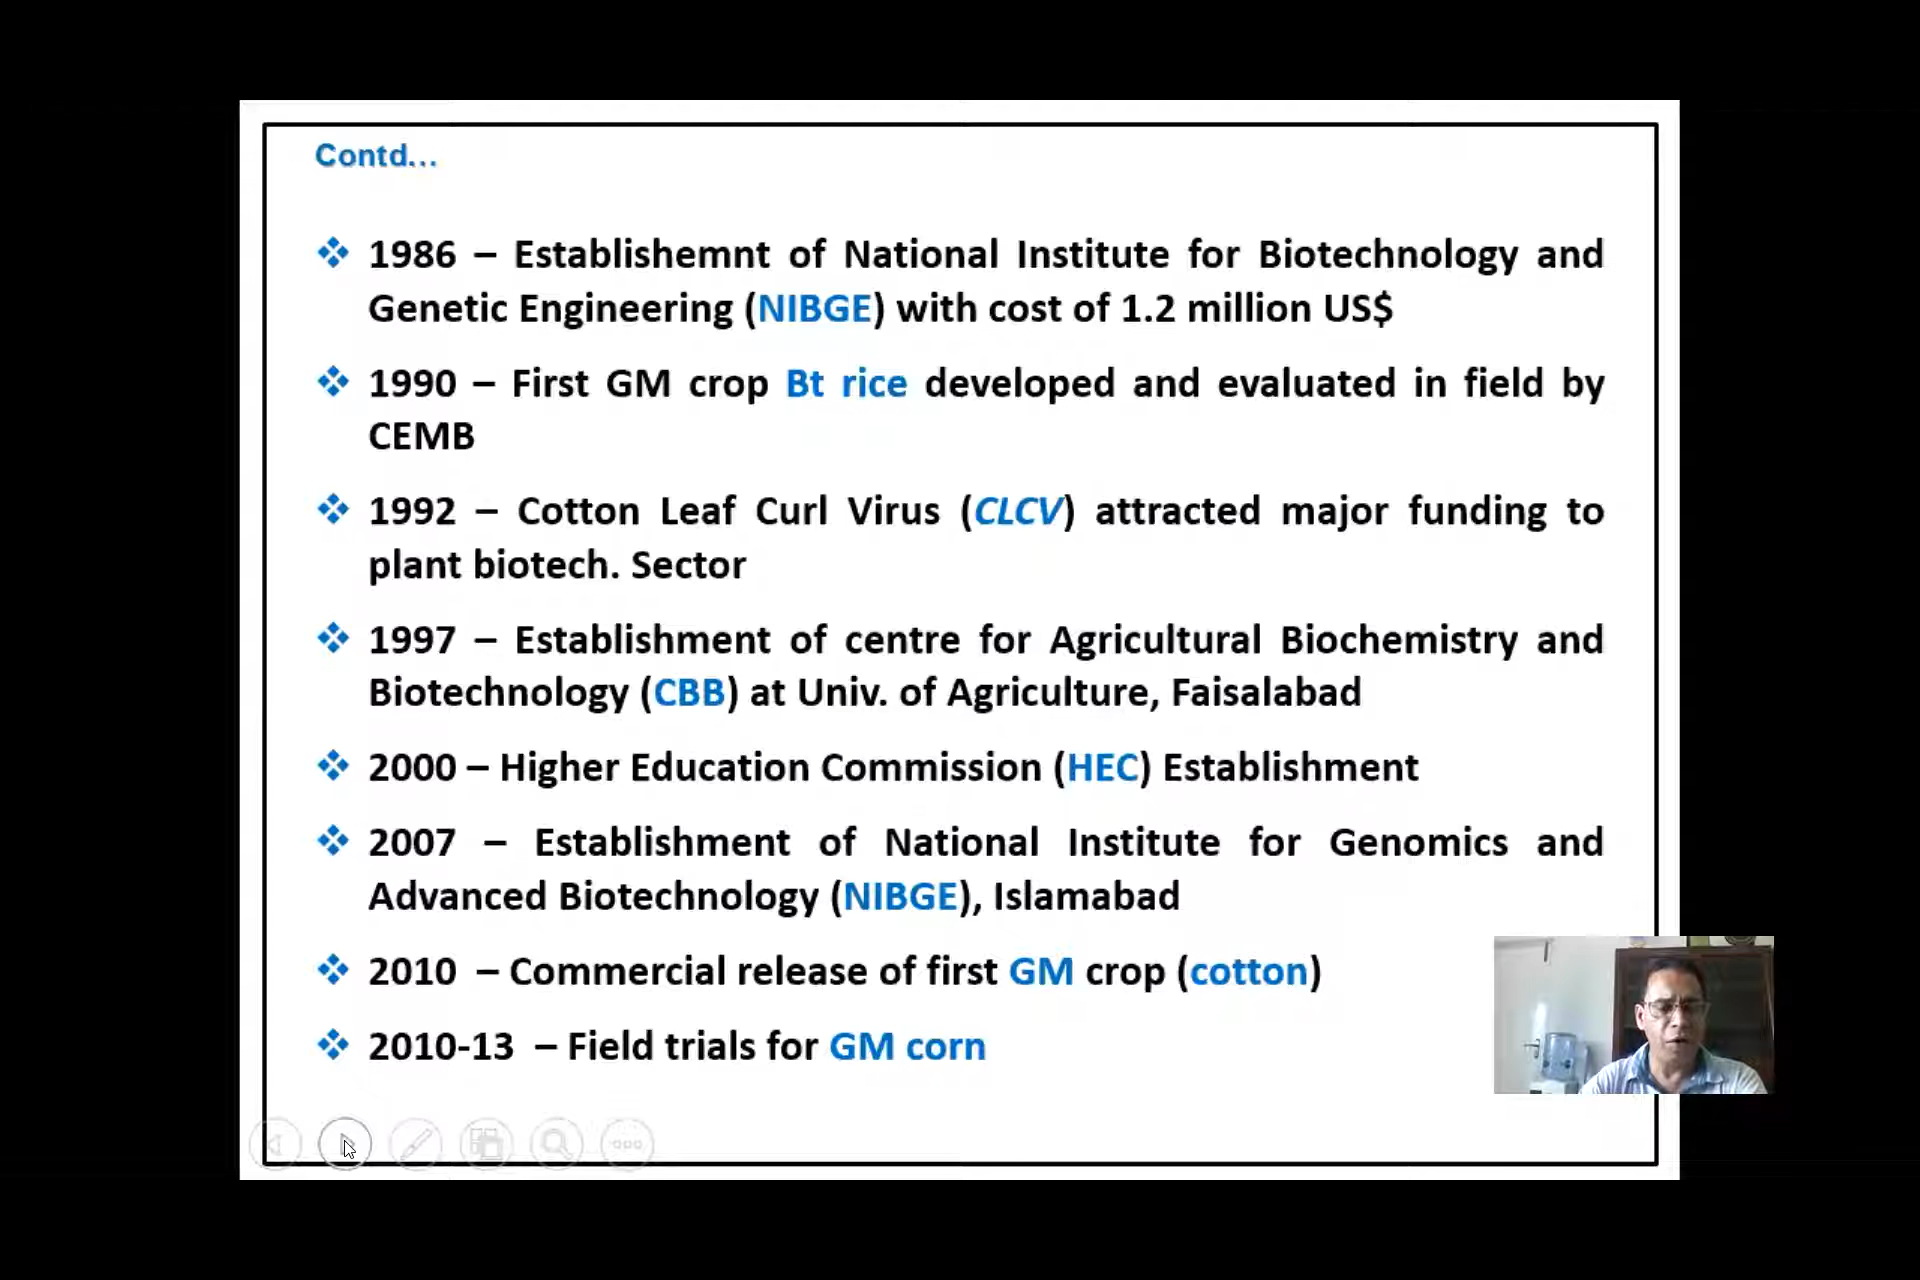 Contd...
1986 – Establishemnt of National Institute for Biotechnology and
Genetic Engineering (NIBGE) with cost of 1.2 million US$
1990 – First GM crop Bt rice developed and evaluated in field by
CEMB
1992 – Cotton Leaf Curl Virus (CLCV) attracted major funding to
plant biotech. Sector
1997 – Establishment of centre for Agricultural Biochemistry and
Biotechnology (CBB) at Univ. of Agriculture, Faisalabad
2000 – Higher Education Commission (HEC) Establishment
2007 – Establishment of National Institute for Genomics and
Advanced Biotechnology (NIBGE), Islamabad
2010 – Commercial release of first GM crop (cotton)
2010-13 – Field trials for GM corn